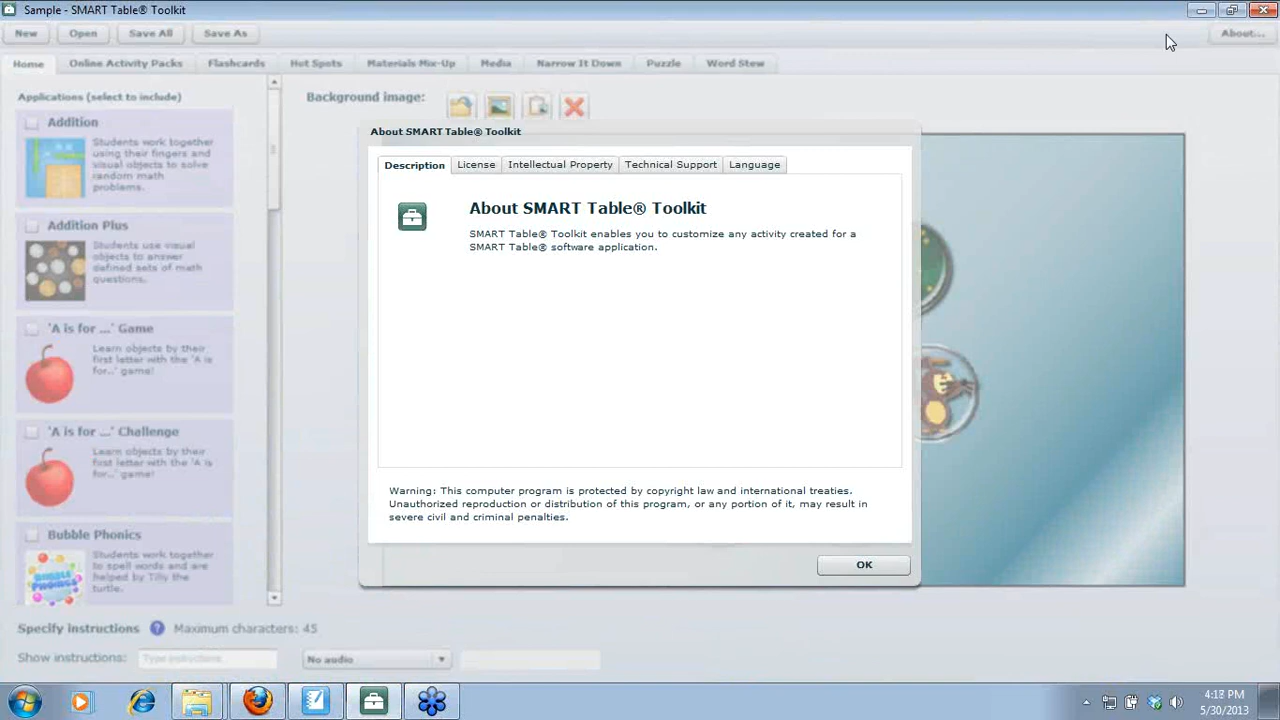 Sample - SMART Table® Toolkit
New Open Save All Save As About...
Home Online Activity Packs Flashcards Hot Spots Materials Mix-Up Media Narrow It Down Puzzle Word Stew
Applications (select to include)
Background image:
Addition
Students work together
using their fingers and
visual objects to solve
random math
problems.
Addition Plus
Students use visual
objects to answer
defined sets of math
questions.
'A is for ...' Game
Learn objects by their
first letter with the 'A is
for..' game!
'A is for ...' Challenge
Learn objects by their
first letter with the 'A is
for..' game!
Bubble Phonics
BUBBLE
PHONICS
Students work together
to spell words and are
helped by Tilly the
turtle.
About SMART Table® Toolkit
Description License Intellectual Property Technical Support Language
About SMART Table® Toolkit
SMART Table® Toolkit enables you to customize any activity created for a
SMART Table® software application.
Warning: This computer program is protected by copyright law and international treaties.
Unauthorized reproduction or distribution of this program, or any portion of it, may result in
severe civil and criminal penalties.
OK
Specify instructions ? Maximum characters: 45
Show instructions: Type instructions No audio
4:17 PM
5/30/2013